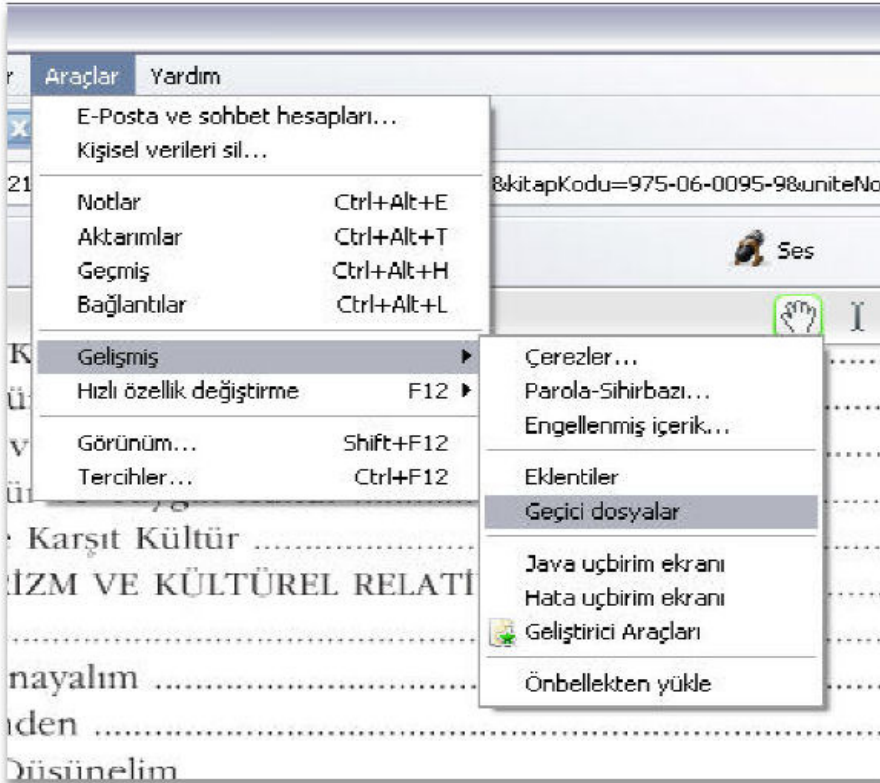 Araçlar Yardım
E-Posta ve sohbet hesapları...
Kişisel verileri sil...
21 &kitapKodu=975-06-0095-9&uniteNo
Notlar Ctrl+Alt+E
Aktarımlar Ctrl+Alt+T
Geçmiş Ctrl+Alt+H
Bağlantılar Ctrl+Alt+L
Ses
Gelişmiş
Hızlı özellik değiştirme F12
Görünüm... Shift+F12
Tercihler... Ctrl+F12
Çerezler...
Parola-Sihirbazı...
Engellenmiş içerik...
Eklentiler
Geçici dosyalar
Java uçbirim ekranı
Hata uçbirim ekranı
Geliştirici Araçları
Önbellekten yükle
Karşıt Kültür ....................
İZM VE KÜLTÜREL RELATİ
nayalım ....................
nden ....................
Düşünelim